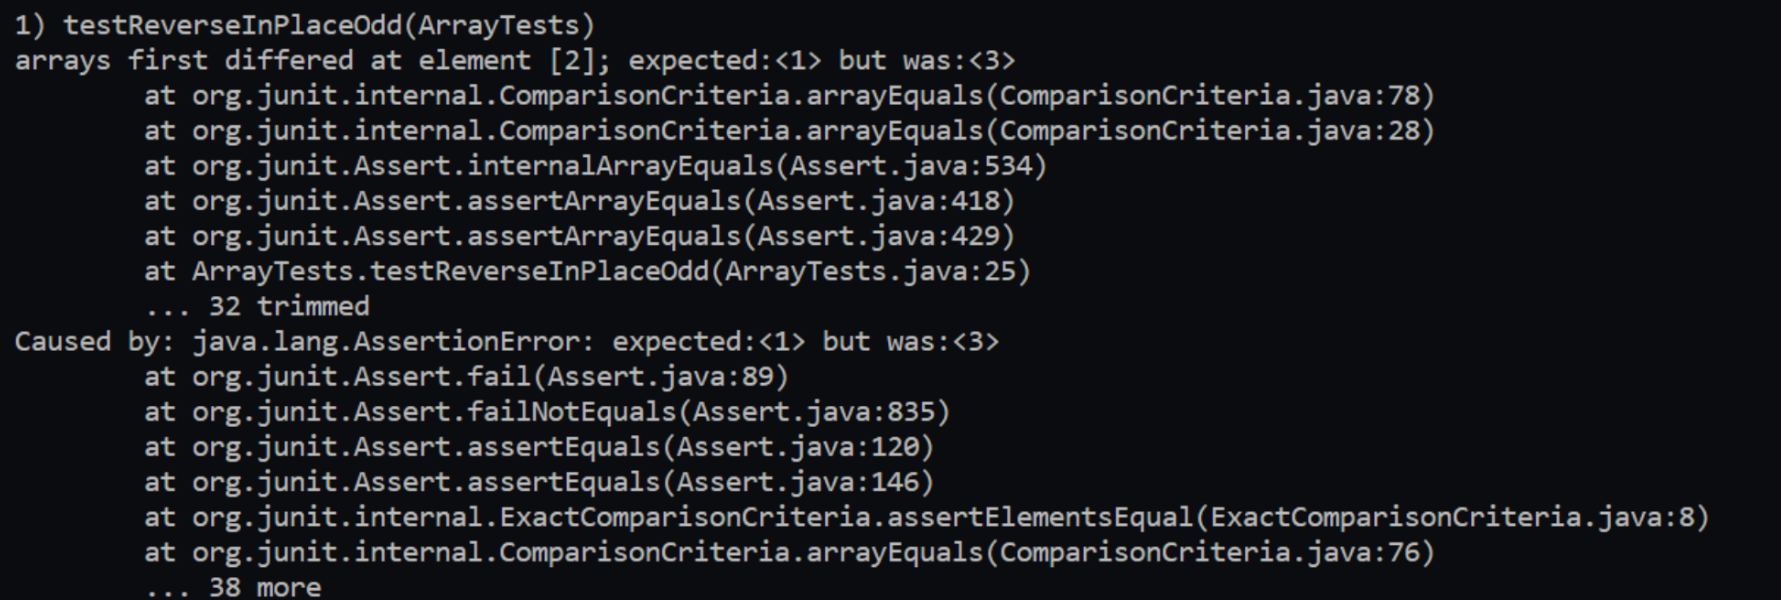 1) testReverseInPlaceOdd(ArrayTests)
arrays first differed at element [2]; expected:<1> but was:<3>
at org.junit.internal.ComparisonCriteria.arrayEquals(ComparisonCriteria.java:78)
at org.junit.internal.ComparisonCriteria.arrayEquals(ComparisonCriteria.java:28)
at org.junit.Assert.internalArrayEquals(Assert.java:534)
at org.junit.Assert.assertArrayEquals(Assert.java:418)
at org.junit.Assert.assertArrayEquals(Assert.java:429)
at ArrayTests.testReverseInPlaceOdd(ArrayTests.java:25)
... 32 trimmed
Caused by: java.lang.AssertionError: expected:<1> but was:<3>
at org.junit.Assert.fail(Assert.java:89)
at org.junit.Assert.failNotEquals(Assert.java:835)
at org.junit.Assert.assertEquals(Assert.java:120)
at org.junit.Assert.assertEquals(Assert.java:146)
at org.junit.internal.ExactComparisonCriteria.assertElementsEqual(ExactComparisonCriteria.java:8)
at org.junit.internal.ComparisonCriteria.arrayEquals(ComparisonCriteria.java:76)
... 38 more